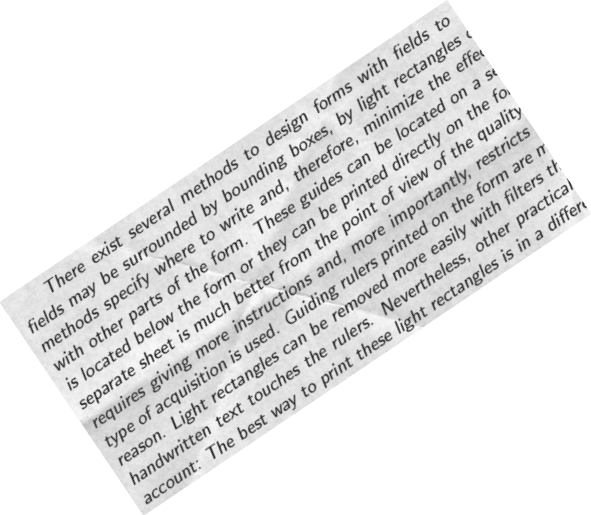 There exist several methods to design forms with fields to
fields may be surrounded by bounding boxes, by light rectangles
methods specify where to write and, therefore, minimize the
with other parts of the form. These guides can be located on a
is located below the form or they can be printed directly on the
separate sheet is much better from the point of view of the quality
requires giving more instructions and, more importantly, restricts
type of acquisition is used. Guiding rulers printed on the form are
reason. Light rectangles can be removed more easily with filters
handwritten text touches the rulers. Nevertheless, other practical
account: The best way to print these light rectangles is in a